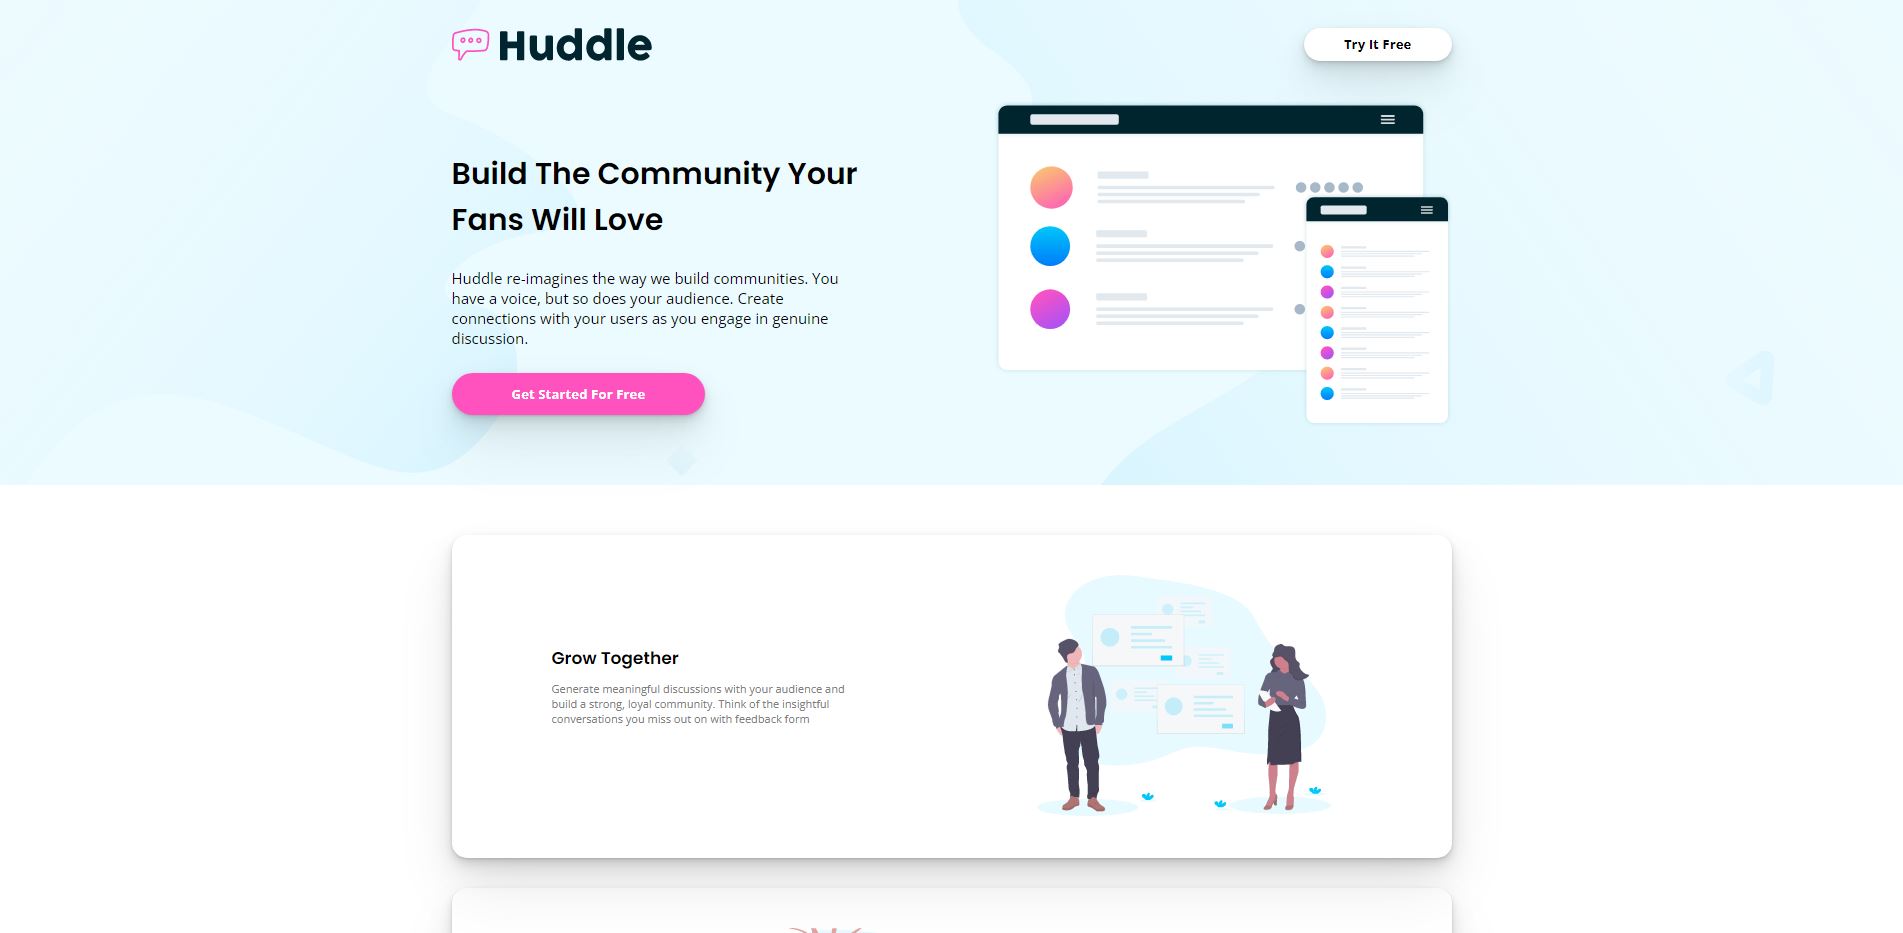 Huddle
Try It Free
Build The Community Your
Fans Will Love
Huddle re-imagines the way we build communities. You
have a voice, but so does your audience. Create
connections with your users as you engage in genuine
discussion.
Get Started For Free
Grow Together
Generate meaningful discussions with your audience and
build a strong, loyal community. Think of the insightful
conversations you miss out on with feedback form